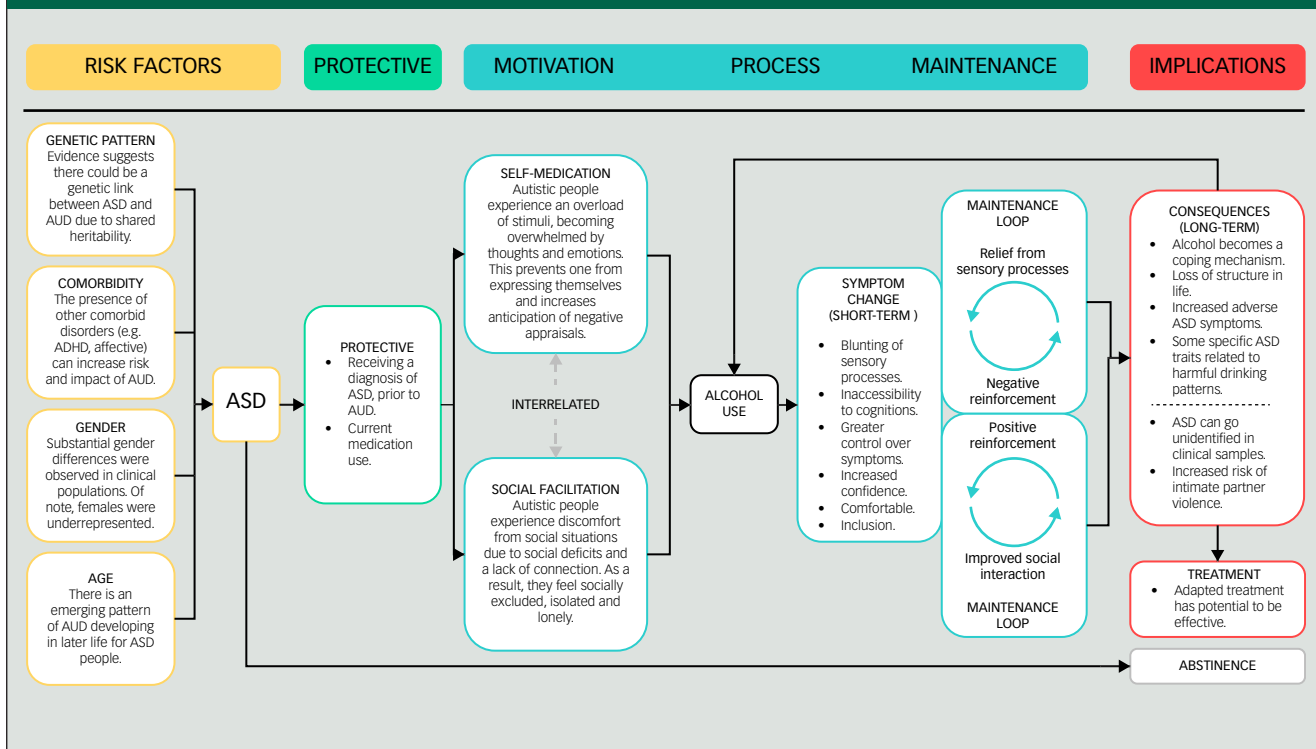 RISK FACTORS
PROTECTIVE
MOTIVATION
PROCESS
MAINTENANCE
IMPLICATIONS
GENETIC PATTERN
Evidence suggests
there could be a
genetic link
between ASD and
AUD due to shared
heritability.
COMORBIDITY
The presence of
other comorbid
disorders (e.g.
ADHD, affective)
can increase risk
and impact of AUD.
GENDER
Substantial gender
differences were
observed in clinical
populations. Of
note, females were
underrepresented.
AGE
There is an
emerging pattern
of AUD developing
in later life for ASD
people.
ASD
PROTECTIVE
• Receiving a
diagnosis of
ASD, prior to
AUD.
• Current
medication
use.
SELF-MEDICATION
Autistic people
experience an overload
of stimuli, becoming
overwhelmed by
thoughts and emotions.
This prevents one from
expressing themselves
and increases
anticipation of negative
appraisals.
INTERRELATED
SOCIAL FACILITATION
Autistic people
experience discomfort
from social situations
due to social deficits and
a lack of connection. As a
result, they feel socially
excluded, isolated and
lonely.
ALCOHOL
USE
SYMPTOM
CHANGE
(SHORT-TERM )
• Blunting of
sensory
processes.
• Inaccessibility
to cognitions.
• Greater
control over
symptoms.
• Increased
confidence.
• Comfortable.
• Inclusion.
MAINTENANCE
LOOP
Relief from
sensory processes
Negative
reinforcement
Positive
reinforcement
Improved social
interaction
MAINTENANCE
LOOP
CONSEQUENCES
(LONG-TERM)
• Alcohol becomes a
coping mechanism.
• Loss of structure in
life.
• Increased adverse
ASD symptoms.
• Some specific ASD
traits related to
harmful drinking
patterns.
• ASD can go
unidentified in
clinical samples.
• Increased risk of
intimate partner
violence.
TREATMENT
• Adapted treatment
has potential to be
effective.
ABSTINENCE